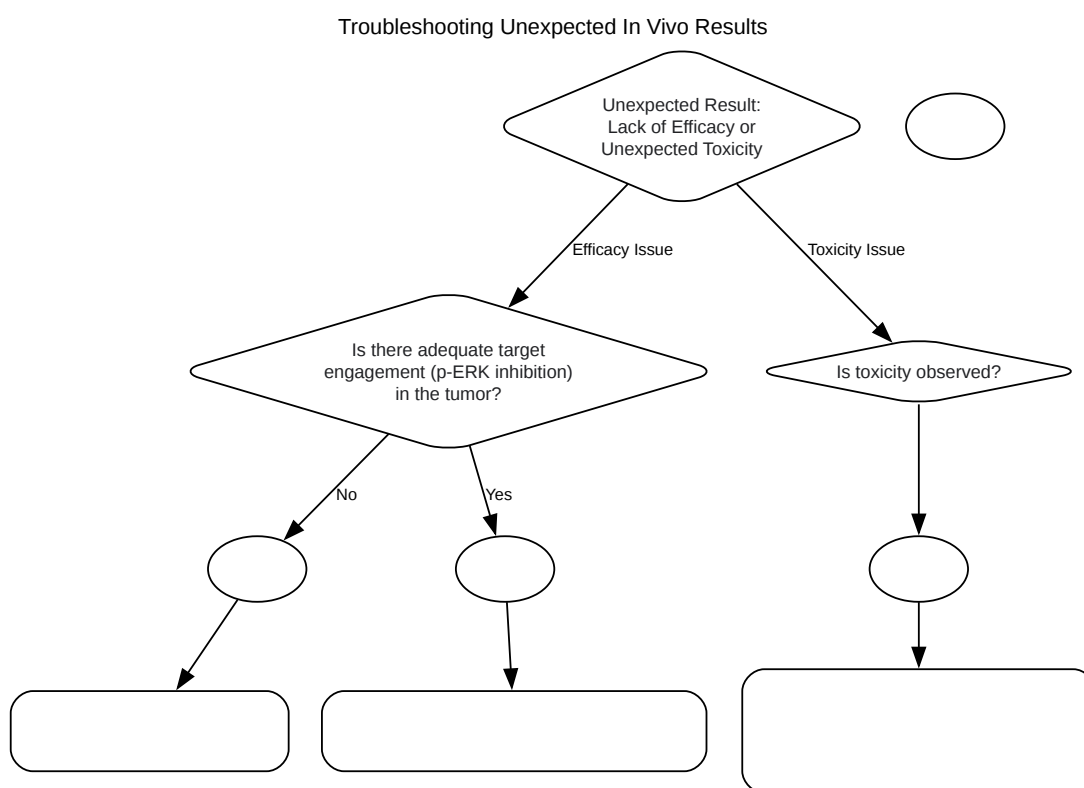 Troubleshooting Unexpected In Vivo Results
Unexpected Result:
Lack of Efficacy or
Unexpected Toxicity
Efficacy Issue
Toxicity Issue
Is there adequate target
engagement (p-ERK inhibition)
in the tumor?
Is toxicity observed?
No
Yes